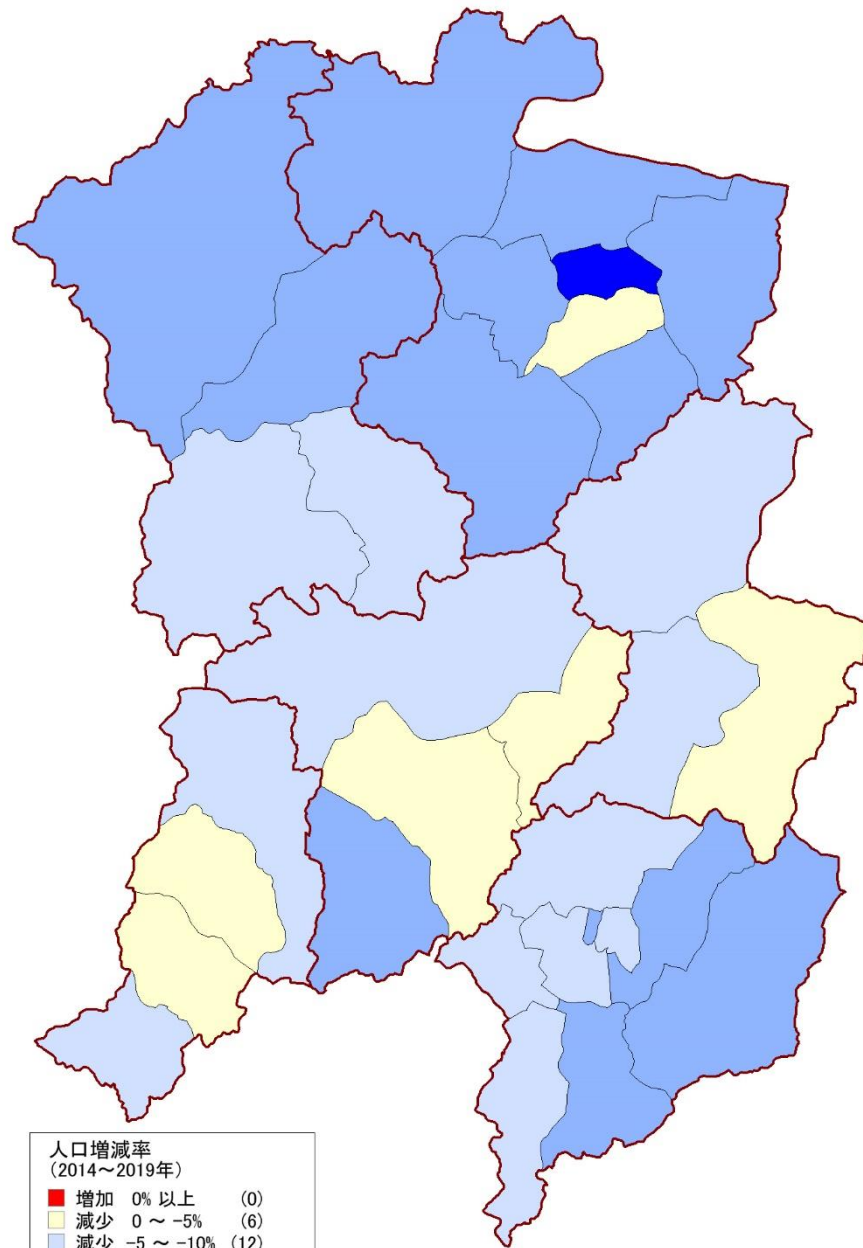 人口増減率
(2014～2019年)
増加 0% 以上 (0)
減少 0 ～ -5% (6)
減少 -5 ～ -10% (12)